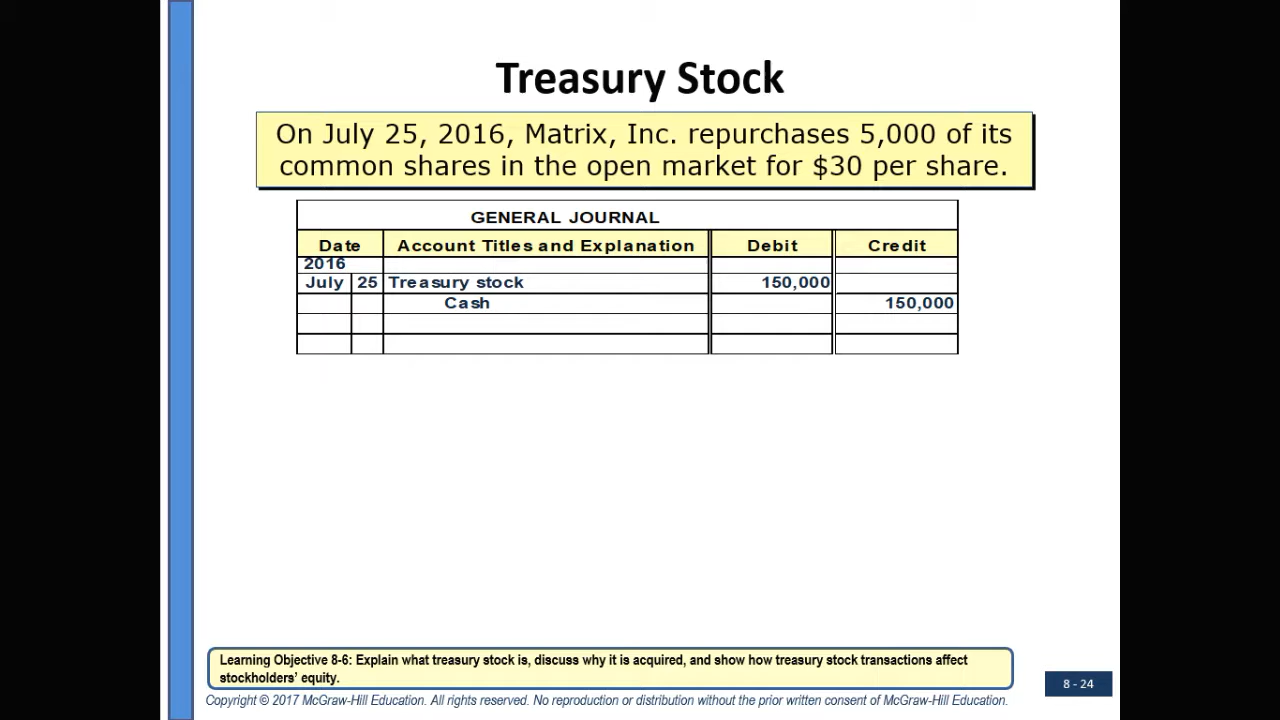 Treasury Stock
On July 25, 2016, Matrix, Inc. repurchases 5,000 of its
common shares in the open market for $30 per share.
GENERAL JOURNAL
Date Account Titles and Explanation Debit Credit
2016
July 25 Treasury stock 150,000
Cash 150,000
Learning Objective 8-6: Explain what treasury stock is, discuss why it is acquired, and show how treasury stock transactions affect
stockholders’ equity.
8 - 24
Copyright © 2017 McGraw-Hill Education. All rights reserved. No reproduction or distribution without the prior written consent of McGraw-Hill Education.